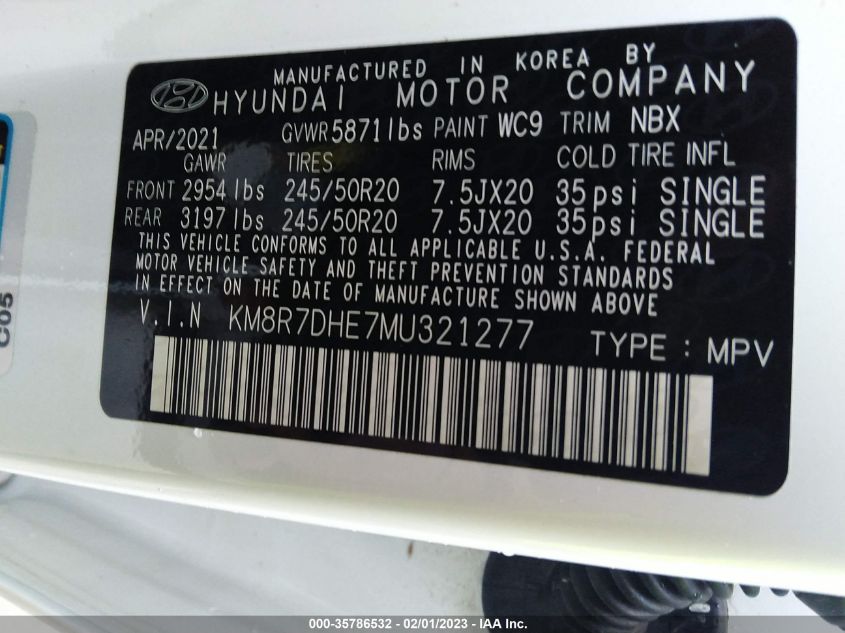 MANUFACTURED IN KOREA BY
HYUNDAI MOTOR COMPANY
APR/2021 GVWR 5871lbs PAINT WC9 TRIM NBX
GAWR TIRES RIMS COLD TIRE INFL
FRONT 2954lbs 245/50R20 7.5JX20 35psi SINGLE
REAR 3197lbs 245/50R20 7.5JX20 35psi SINGLE
THIS VEHICLE CONFORMS TO ALL APPLICABLE U.S.A. FEDERAL
MOTOR VEHICLE SAFETY AND THEFT PREVENTION STANDARDS
IN EFFECT ON THE DATE OF MANUFACTURE SHOWN ABOVE
V.I.N KM8R7DHE7MU321277 TYPE : MPV
C05
000-35786532 - 02/01/2023 - IAA Inc.